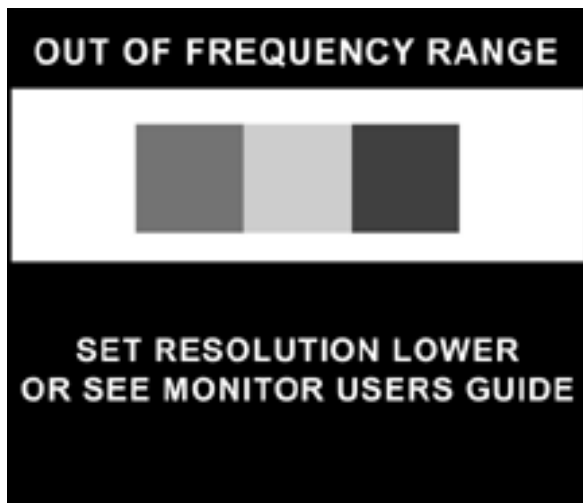 OUT OF FREQUENCY RANGE
SET RESOLUTION LOWER
OR SEE MONITOR USERS GUIDE